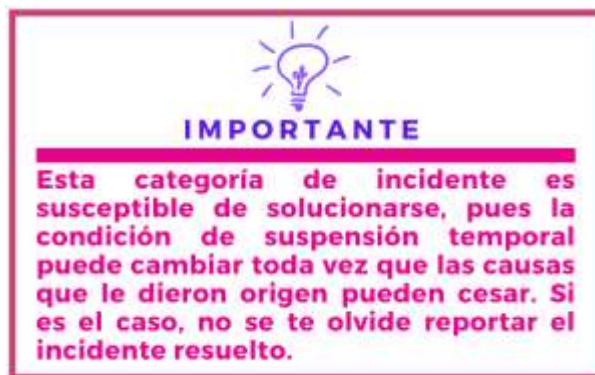 IMPORTANTE
Esta categoría de incidente es
susceptible de solucionarse, pues la
condición de suspensión temporal
puede cambiar toda vez que las causas
que le dieron origen pueden cesar. Si
es el caso, no se te olvide reportar el
incidente resuelto.